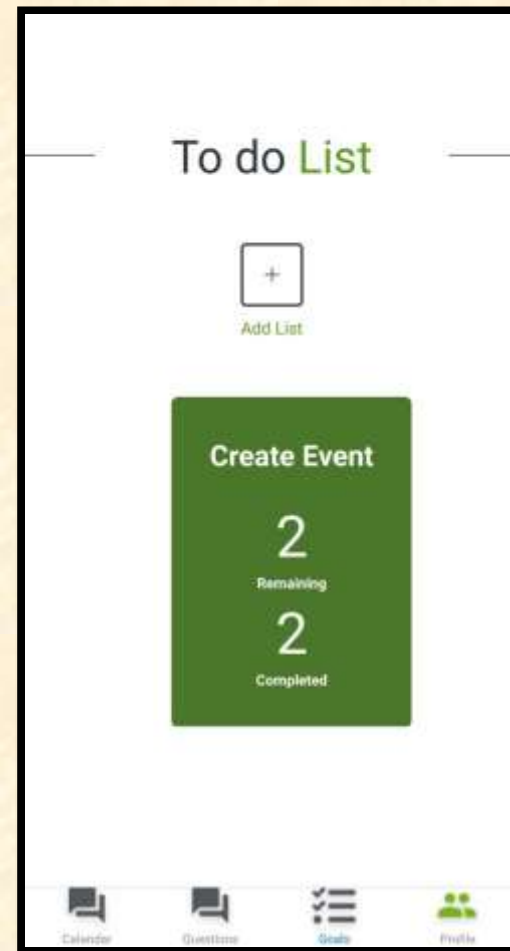 To do List
+
Add List
Create Event
2
Remaining
2
Completed
Calendar Questions Goals Profile